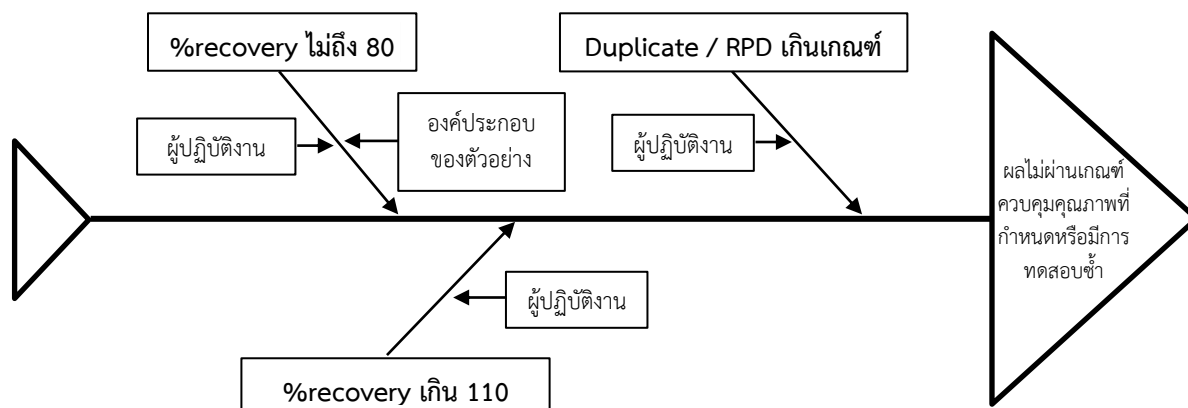 %recovery ไม่ถึง 80
Duplicate / RPD เกินเกณฑ์
ผู้ปฏิบัติงาน
องค์ประกอบ
ของตัวอย่าง
ผู้ปฏิบัติงาน
ผลไม่ผ่านเกณฑ์
ควบคุมคุณภาพที่
กำหนดหรือมีการ
ทดสอบซ้ำ
ผู้ปฏิบัติงาน
%recovery เกิน 110